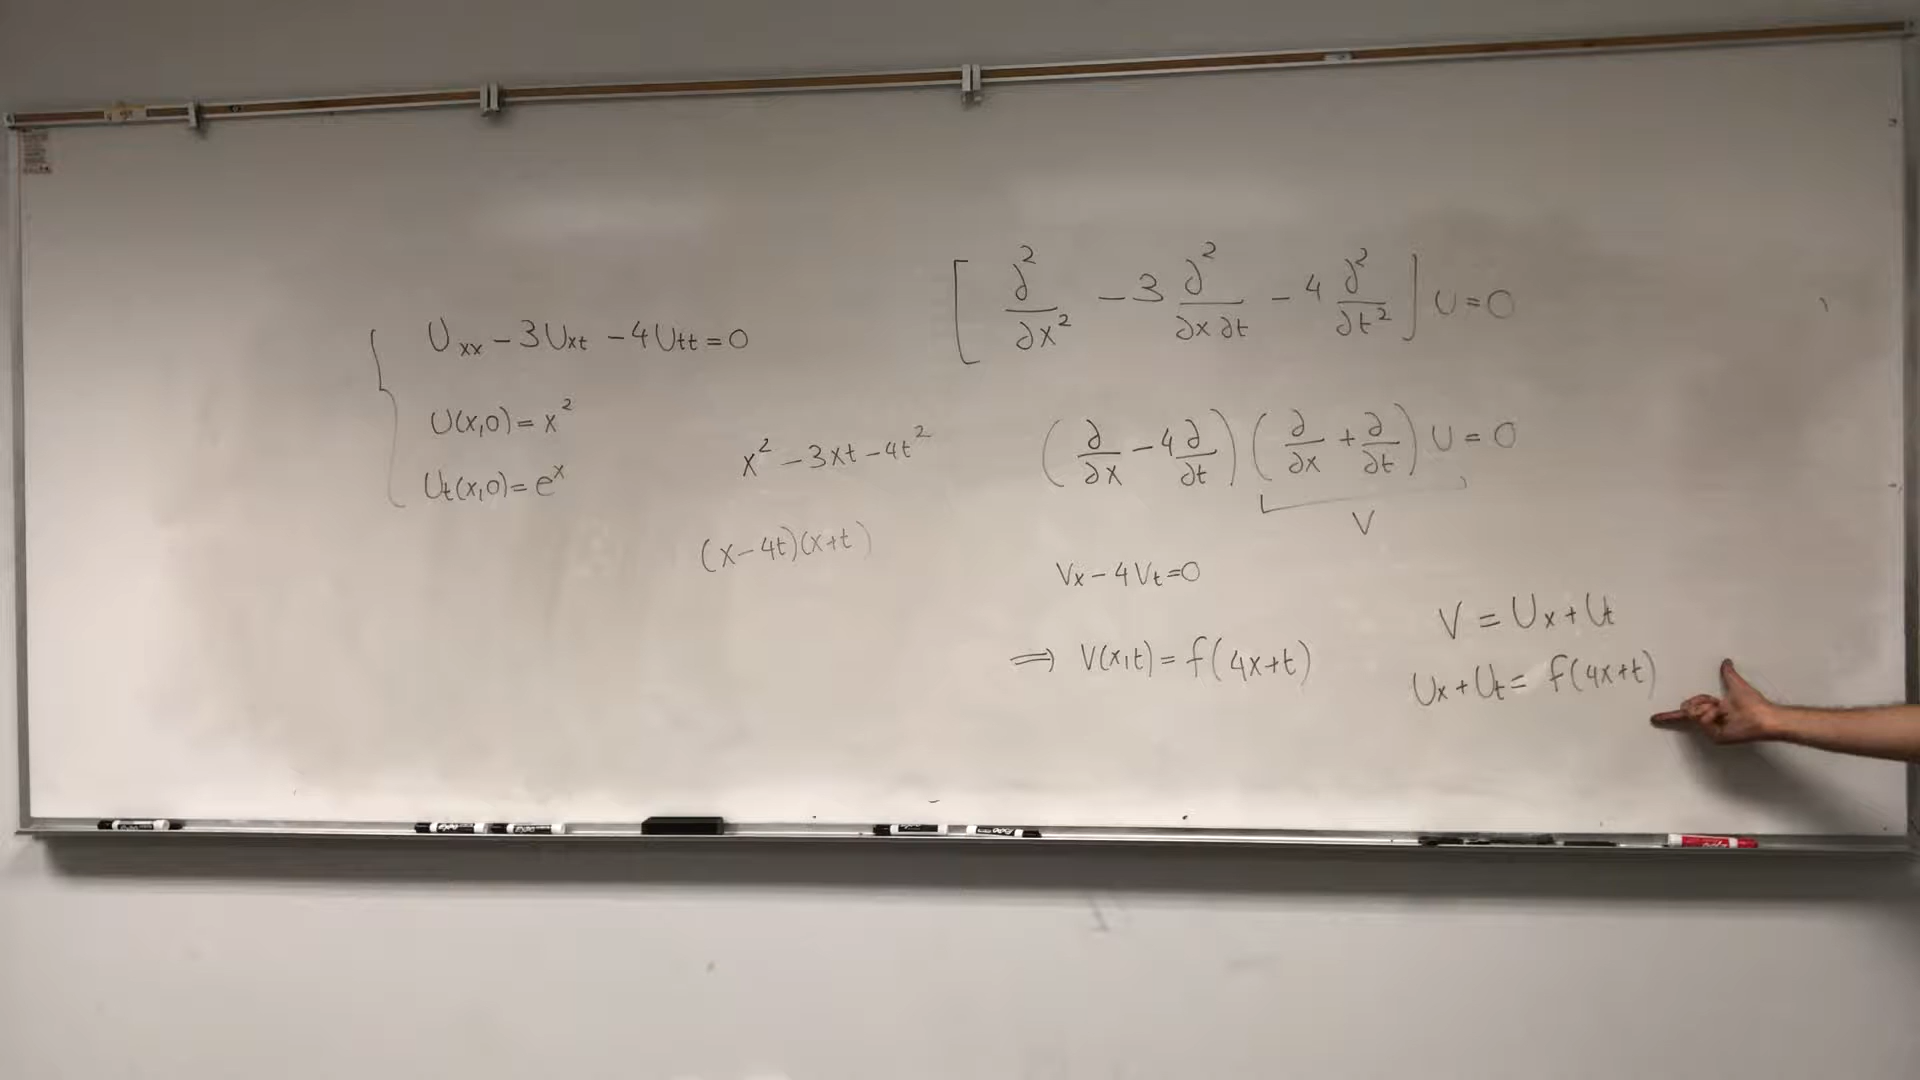 Uxx - 3Uxt - 4Utt = 0
U(x,0) = x²
Ut(x,0) = eˣ
x² - 3xt - 4t²
(x - 4t)(x + t)
[ ∂²/∂x² - 3 ∂²/∂x∂t - 4 ∂²/∂t² ] U = 0
( ∂/∂x - 4 ∂/∂t ) ( ∂/∂x + ∂/∂t ) U = 0
V
Vx - 4Vt = 0
⟹ V(x,t) = f(4x+t)
V = Ux + Ut
Ux + Ut = f(4x+t)